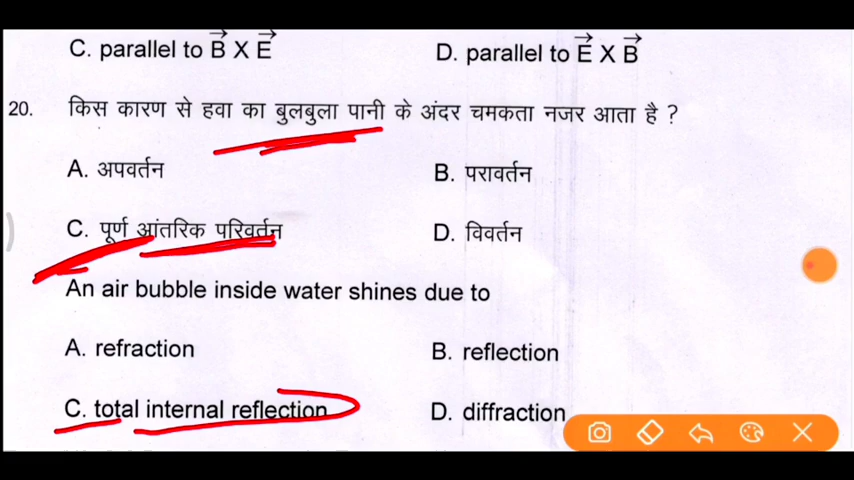 C. parallel to B⃗ X E⃗ D. parallel to E⃗ X B⃗
20. किस कारण से हवा का बुलबुला पानी के अंदर चमकता नजर आता है ?
A. अपवर्तन B. परावर्तन
C. पूर्ण आंतरिक परिवर्तन D. विवर्तन
An air bubble inside water shines due to
A. refraction B. reflection
C. total internal reflection D. diffraction